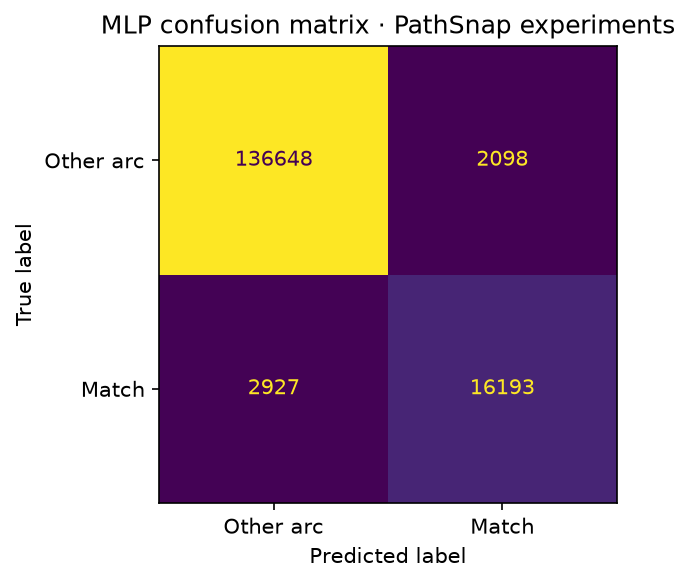 MLP confusion matrix · PathSnap experiments
True label
Other arc
136648
2098
Match
2927
16193
Other arc
Match
Predicted label